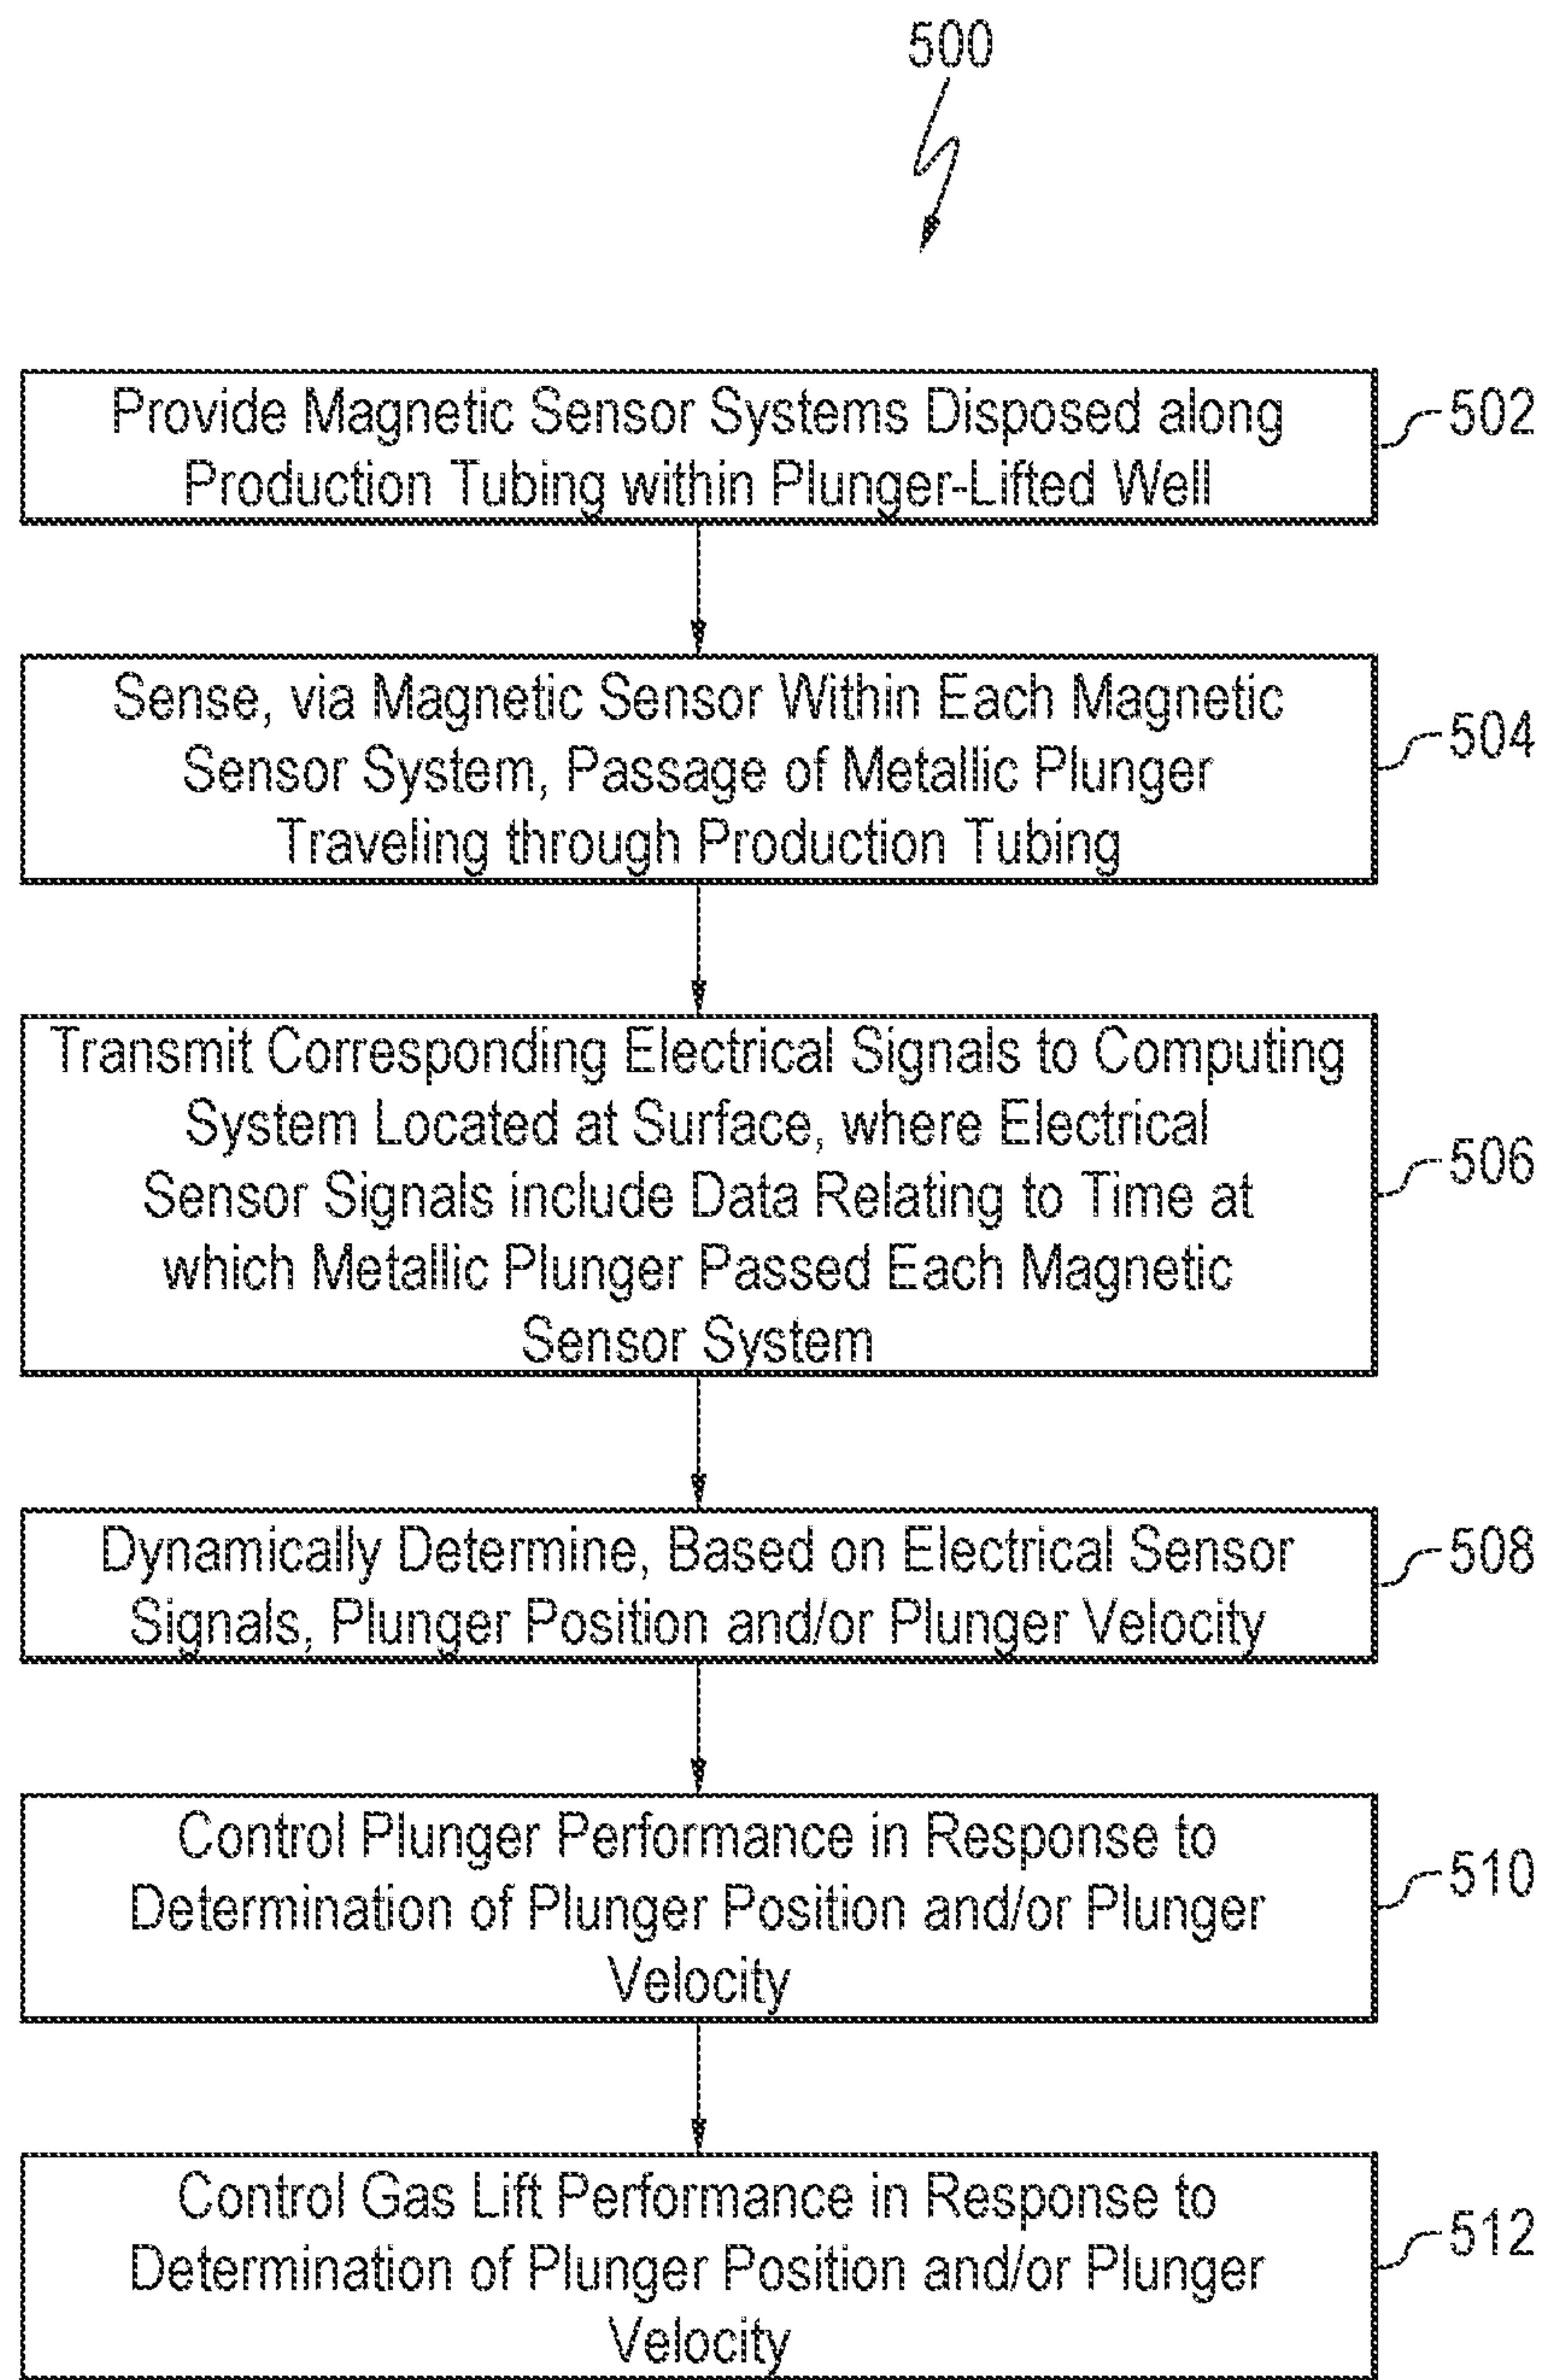 500
Provide Magnetic Sensor Systems Disposed along
Production Tubing within Plunger-Lifted Well
502
Sense, via Magnetic Sensor Within Each Magnetic
Sensor System, Passage of Metallic Plunger
Traveling through Production Tubing
504
Transmit Corresponding Electrical Signals to Computing
System Located at Surface, where Electrical
Sensor Signals include Data Relating to Time at
which Metallic Plunger Passed Each Magnetic
Sensor System
506
Dynamically Determine, Based on Electrical Sensor
Signals, Plunger Position and/or Plunger Velocity
508
Control Plunger Performance in Response to
Determination of Plunger Position and/or Plunger
Velocity
510
Control Gas Lift Performance in Response to
Determination of Plunger Position and/or Plunger
Velocity
512